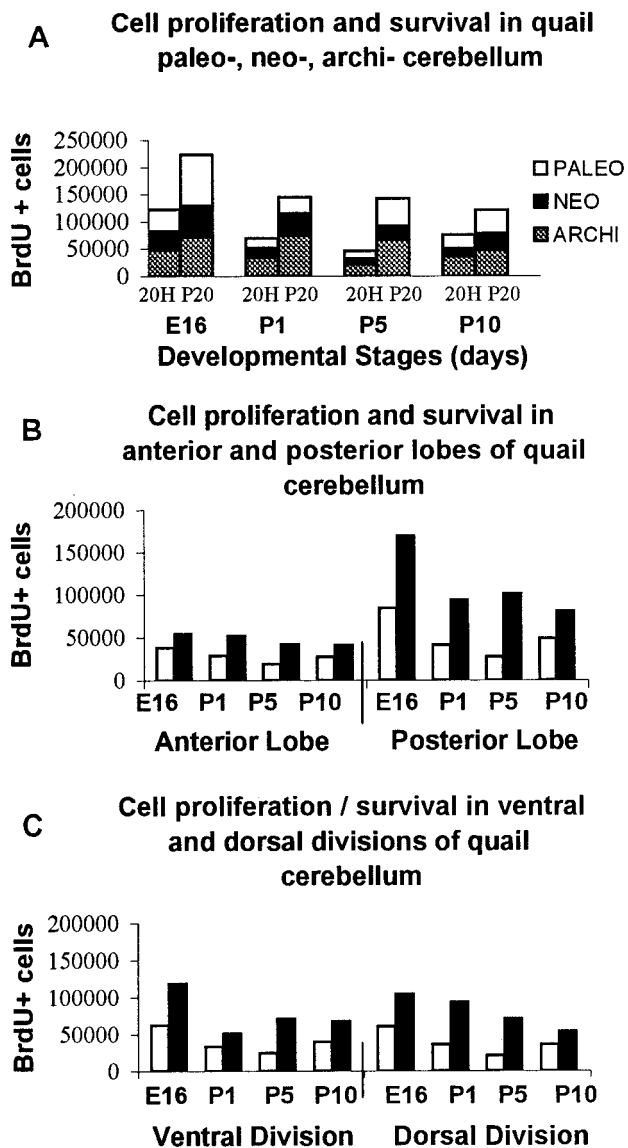 A
Cell proliferation and survival in quail
paleo-, neo-, archi- cerebellum
BrdU + cells
250000
200000
150000
100000
50000
0
PALEO
NEO
ARCHI
20H P20 20H P20 20H P20 20H P20
E16 P1 P5 P10
Developmental Stages (days)
B
Cell proliferation and survival in
anterior and posterior lobes of quail
cerebellum
BrdU+ cells
200000
150000
100000
50000
0
E16 P1 P5 P10 E16 P1 P5 P10
Anterior Lobe Posterior Lobe
C
Cell proliferation / survival in ventral
and dorsal divisions of quail
cerebellum
BrdU+ cells
200000
150000
100000
50000
0
E16 P1 P5 P10 E16 P1 P5 P10
Ventral Division Dorsal Division